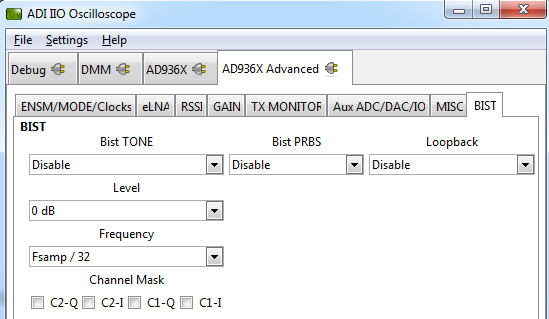 ADI IIO Oscilloscope
File Settings Help
Debug DMM AD936X AD936X Advanced
ENSM/MODE/Clocks eLNA RSSI GAIN TX MONITOR Aux ADC/DAC/IO MISC BIST
BIST
Bist TONE Bist PRBS Loopback
Disable Disable Disable
Level
0 dB
Frequency
Fsamp / 32
Channel Mask
C2-Q C2-I C1-Q C1-I